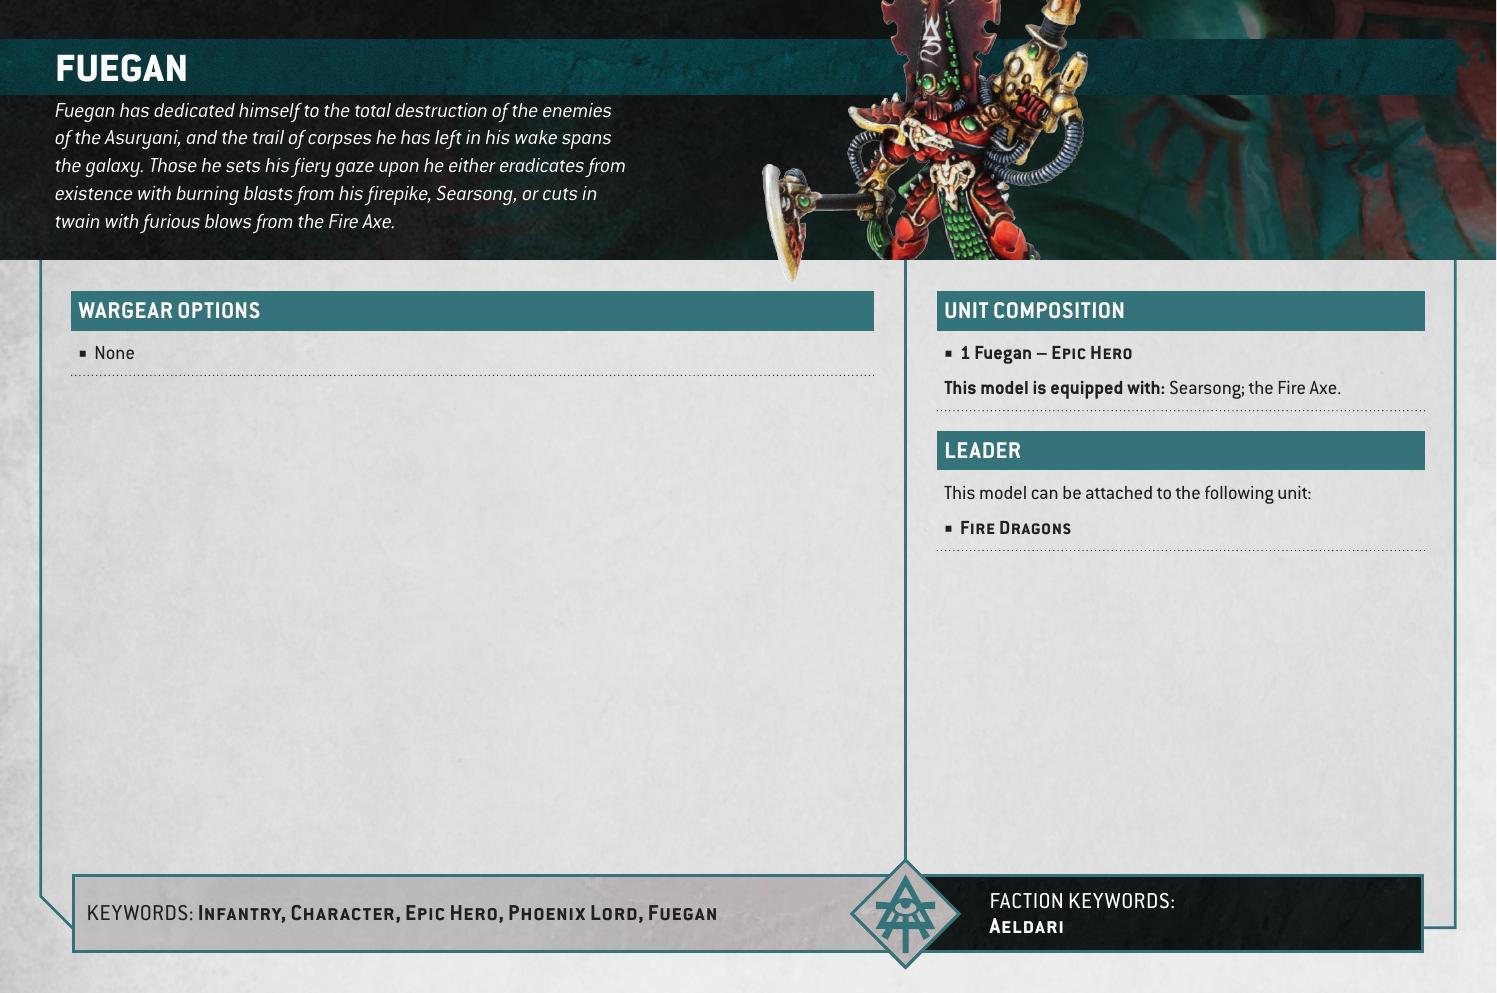 FUEGAN
Fuegan has dedicated himself to the total destruction of the enemies
of the Asuryani, and the trail of corpses he has left in his wake spans
the galaxy. Those he sets his fiery gaze upon he either eradicates from
existence with burning blasts from his firepike, Searsong, or cuts in
twain with furious blows from the Fire Axe.
WARGEAR OPTIONS
▪ None
UNIT COMPOSITION
▪ 1 Fuegan – Epic Hero
This model is equipped with: Searsong; the Fire Axe.
LEADER
This model can be attached to the following unit:
▪ Fire Dragons
KEYWORDS: Infantry, Character, Epic Hero, Phoenix Lord, Fuegan
FACTION KEYWORDS:
Aeldari